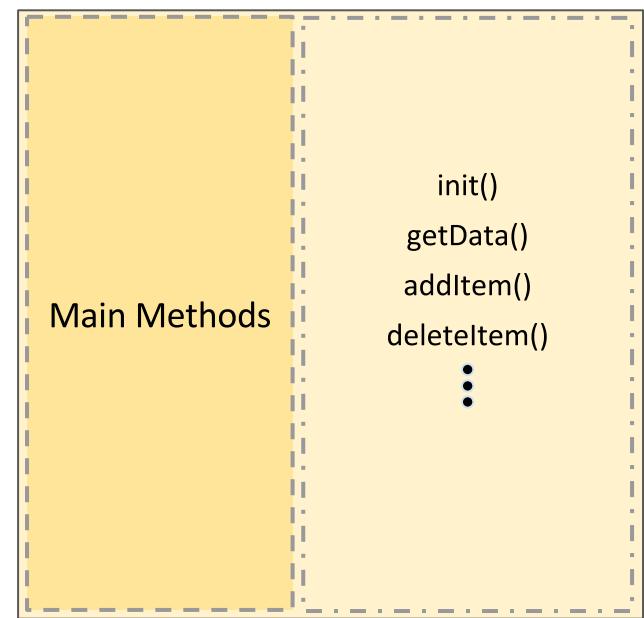 Main Methods
init()
getData()
addItem()
deleteItem()